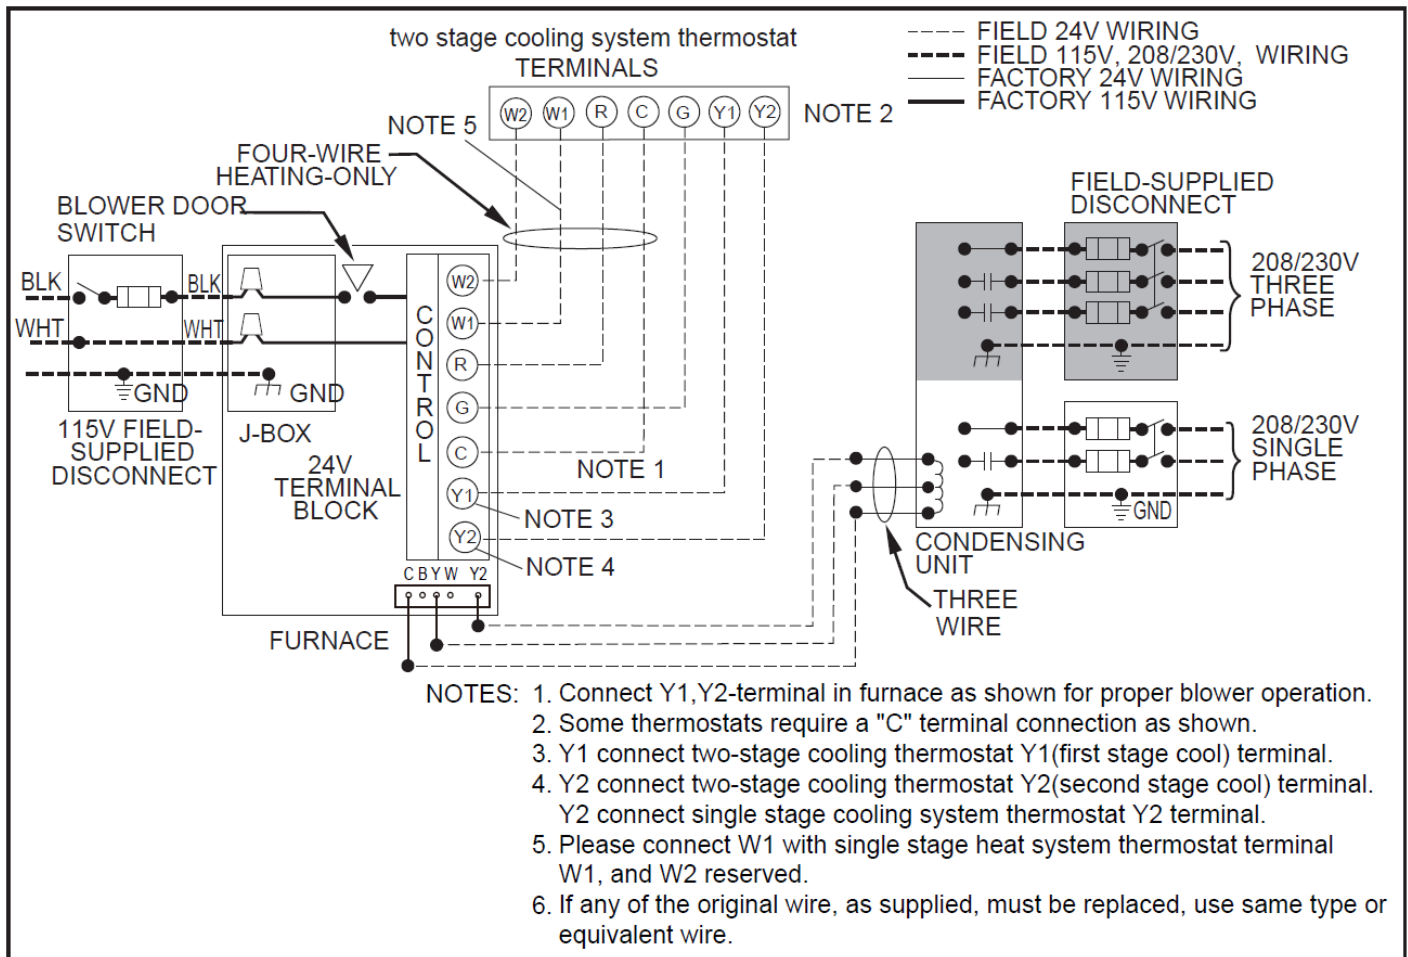 two stage cooling system thermostat
TERMINALS
FIELD 24V WIRING
FIELD 115V, 208/230V, WIRING
FACTORY 24V WIRING
FACTORY 115V WIRING
W2 W1 R C G Y1 Y2
NOTE 2
NOTE 5
FOUR-WIRE
HEATING-ONLY
BLOWER DOOR
SWITCH
FIELD-SUPPLIED
DISCONNECT
BLK
BLK
WHT
WHT
GND
GND
115V FIELD-
SUPPLIED
DISCONNECT
J-BOX
24V
TERMINAL
BLOCK
CONTROL
W2
W1
R
G
C
Y1
Y2
NOTE 1
NOTE 3
NOTE 4
C B Y W Y2
FURNACE
208/230V
THREE
PHASE
208/230V
SINGLE
PHASE
GND
CONDENSING
UNIT
THREE
WIRE
NOTES: 1. Connect Y1,Y2-terminal in furnace as shown for proper blower operation.
2. Some thermostats require a "C" terminal connection as shown.
3. Y1 connect two-stage cooling thermostat Y1(first stage cool) terminal.
4. Y2 connect two-stage cooling thermostat Y2(second stage cool) terminal.
Y2 connect single stage cooling system thermostat Y2 terminal.
5. Please connect W1 with single stage heat system thermostat terminal
W1, and W2 reserved.
6. If any of the original wire, as supplied, must be replaced, use same type or
equivalent wire.